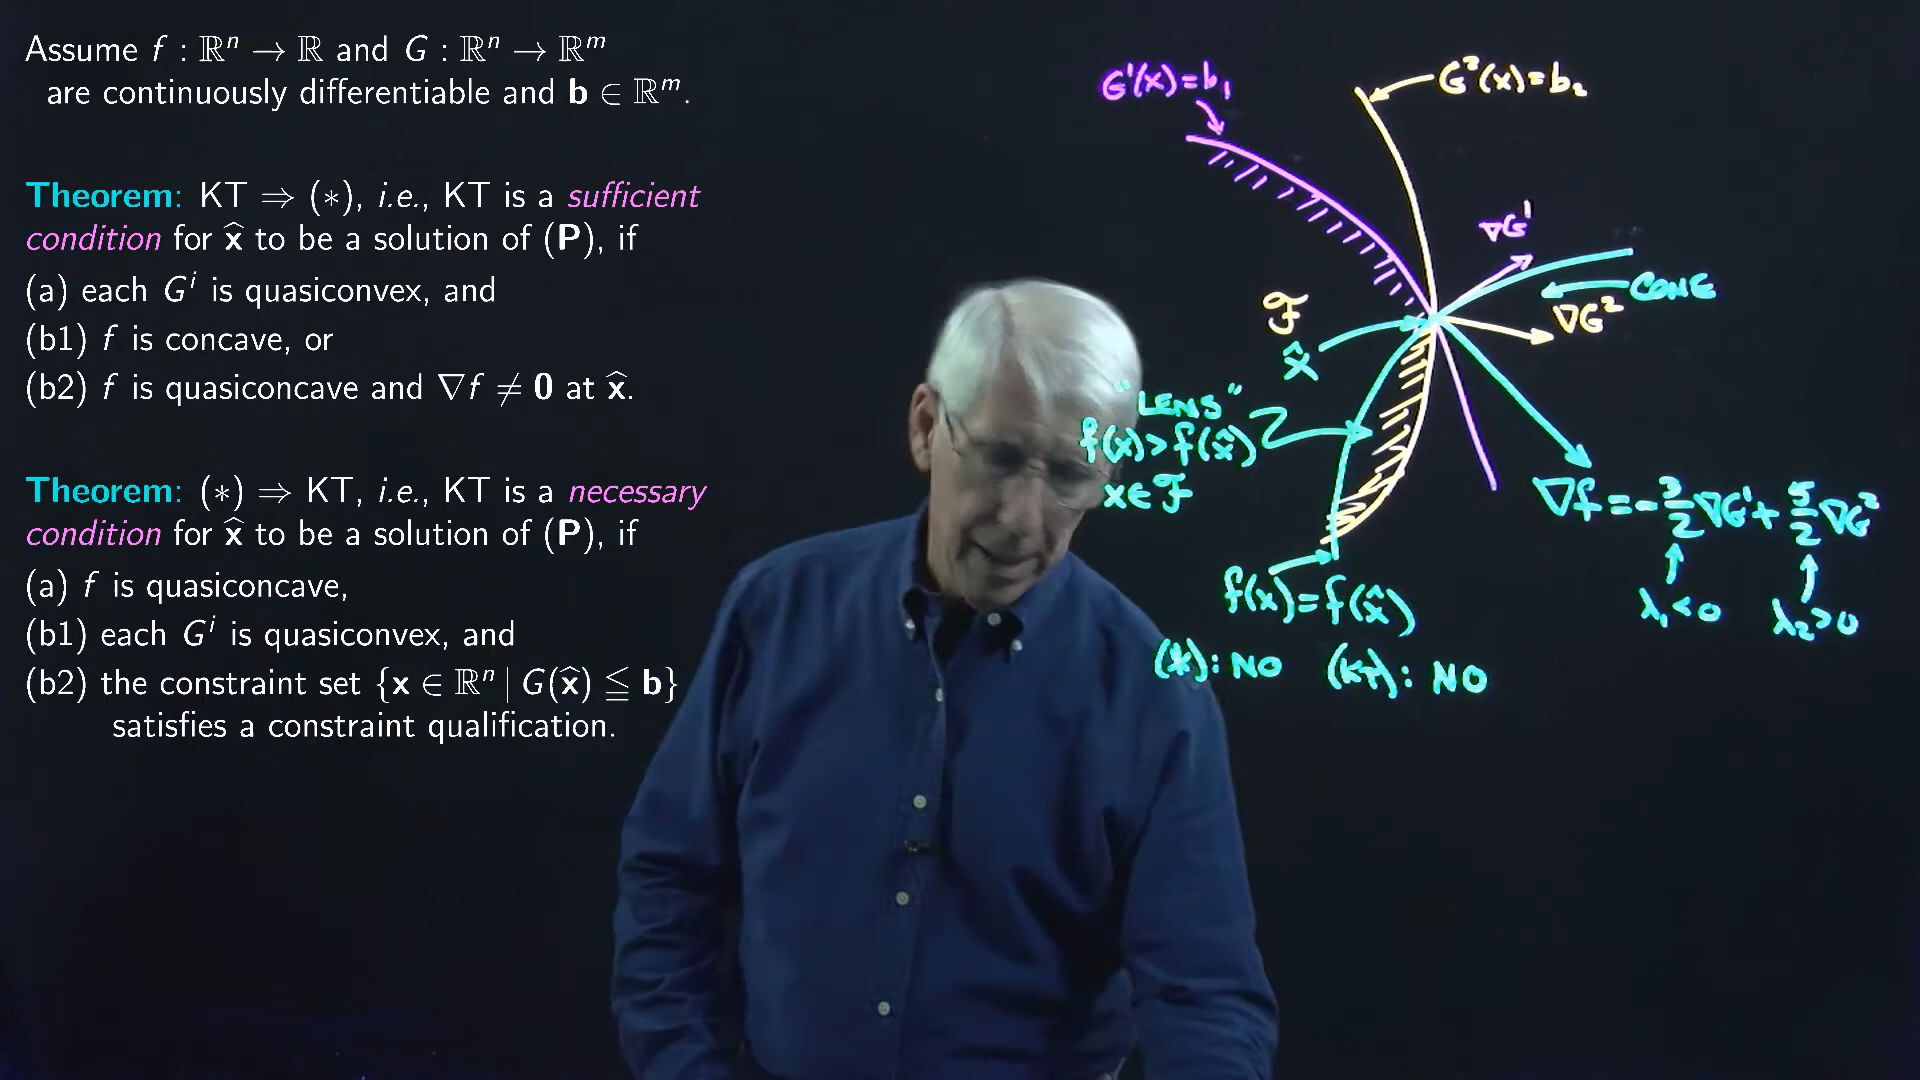 Assume f : ℝⁿ → ℝ and G : ℝⁿ → ℝᵐ
are continuously differentiable and b ∈ ℝᵐ.
Theorem: KT ⇒ (∗), i.e., KT is a sufficient
condition for x̂ to be a solution of (P), if
(a) each Gⁱ is quasiconvex, and
(b1) f is concave, or
(b2) f is quasiconcave and ∇f ≠ 0 at x̂.
Theorem: (∗) ⇒ KT, i.e., KT is a necessary
condition for x̂ to be a solution of (P), if
(a) f is quasiconcave,
(b1) each Gⁱ is quasiconvex, and
(b2) the constraint set {x ∈ ℝⁿ | G(x̂) ≦ b}
satisfies a constraint qualification.
G¹(x)=b₁
G²(x)=b₂
∇G¹
CONE
∇G²
ℱ
x̂
"LENS"
f(x)>f(x̂)
x∈ℱ
∇f = -3/2 ∇G¹ + 5/2 ∇G²
λ₁<0 λ₂>0
f(x)=f(x̂)
(*): NO (KT): NO